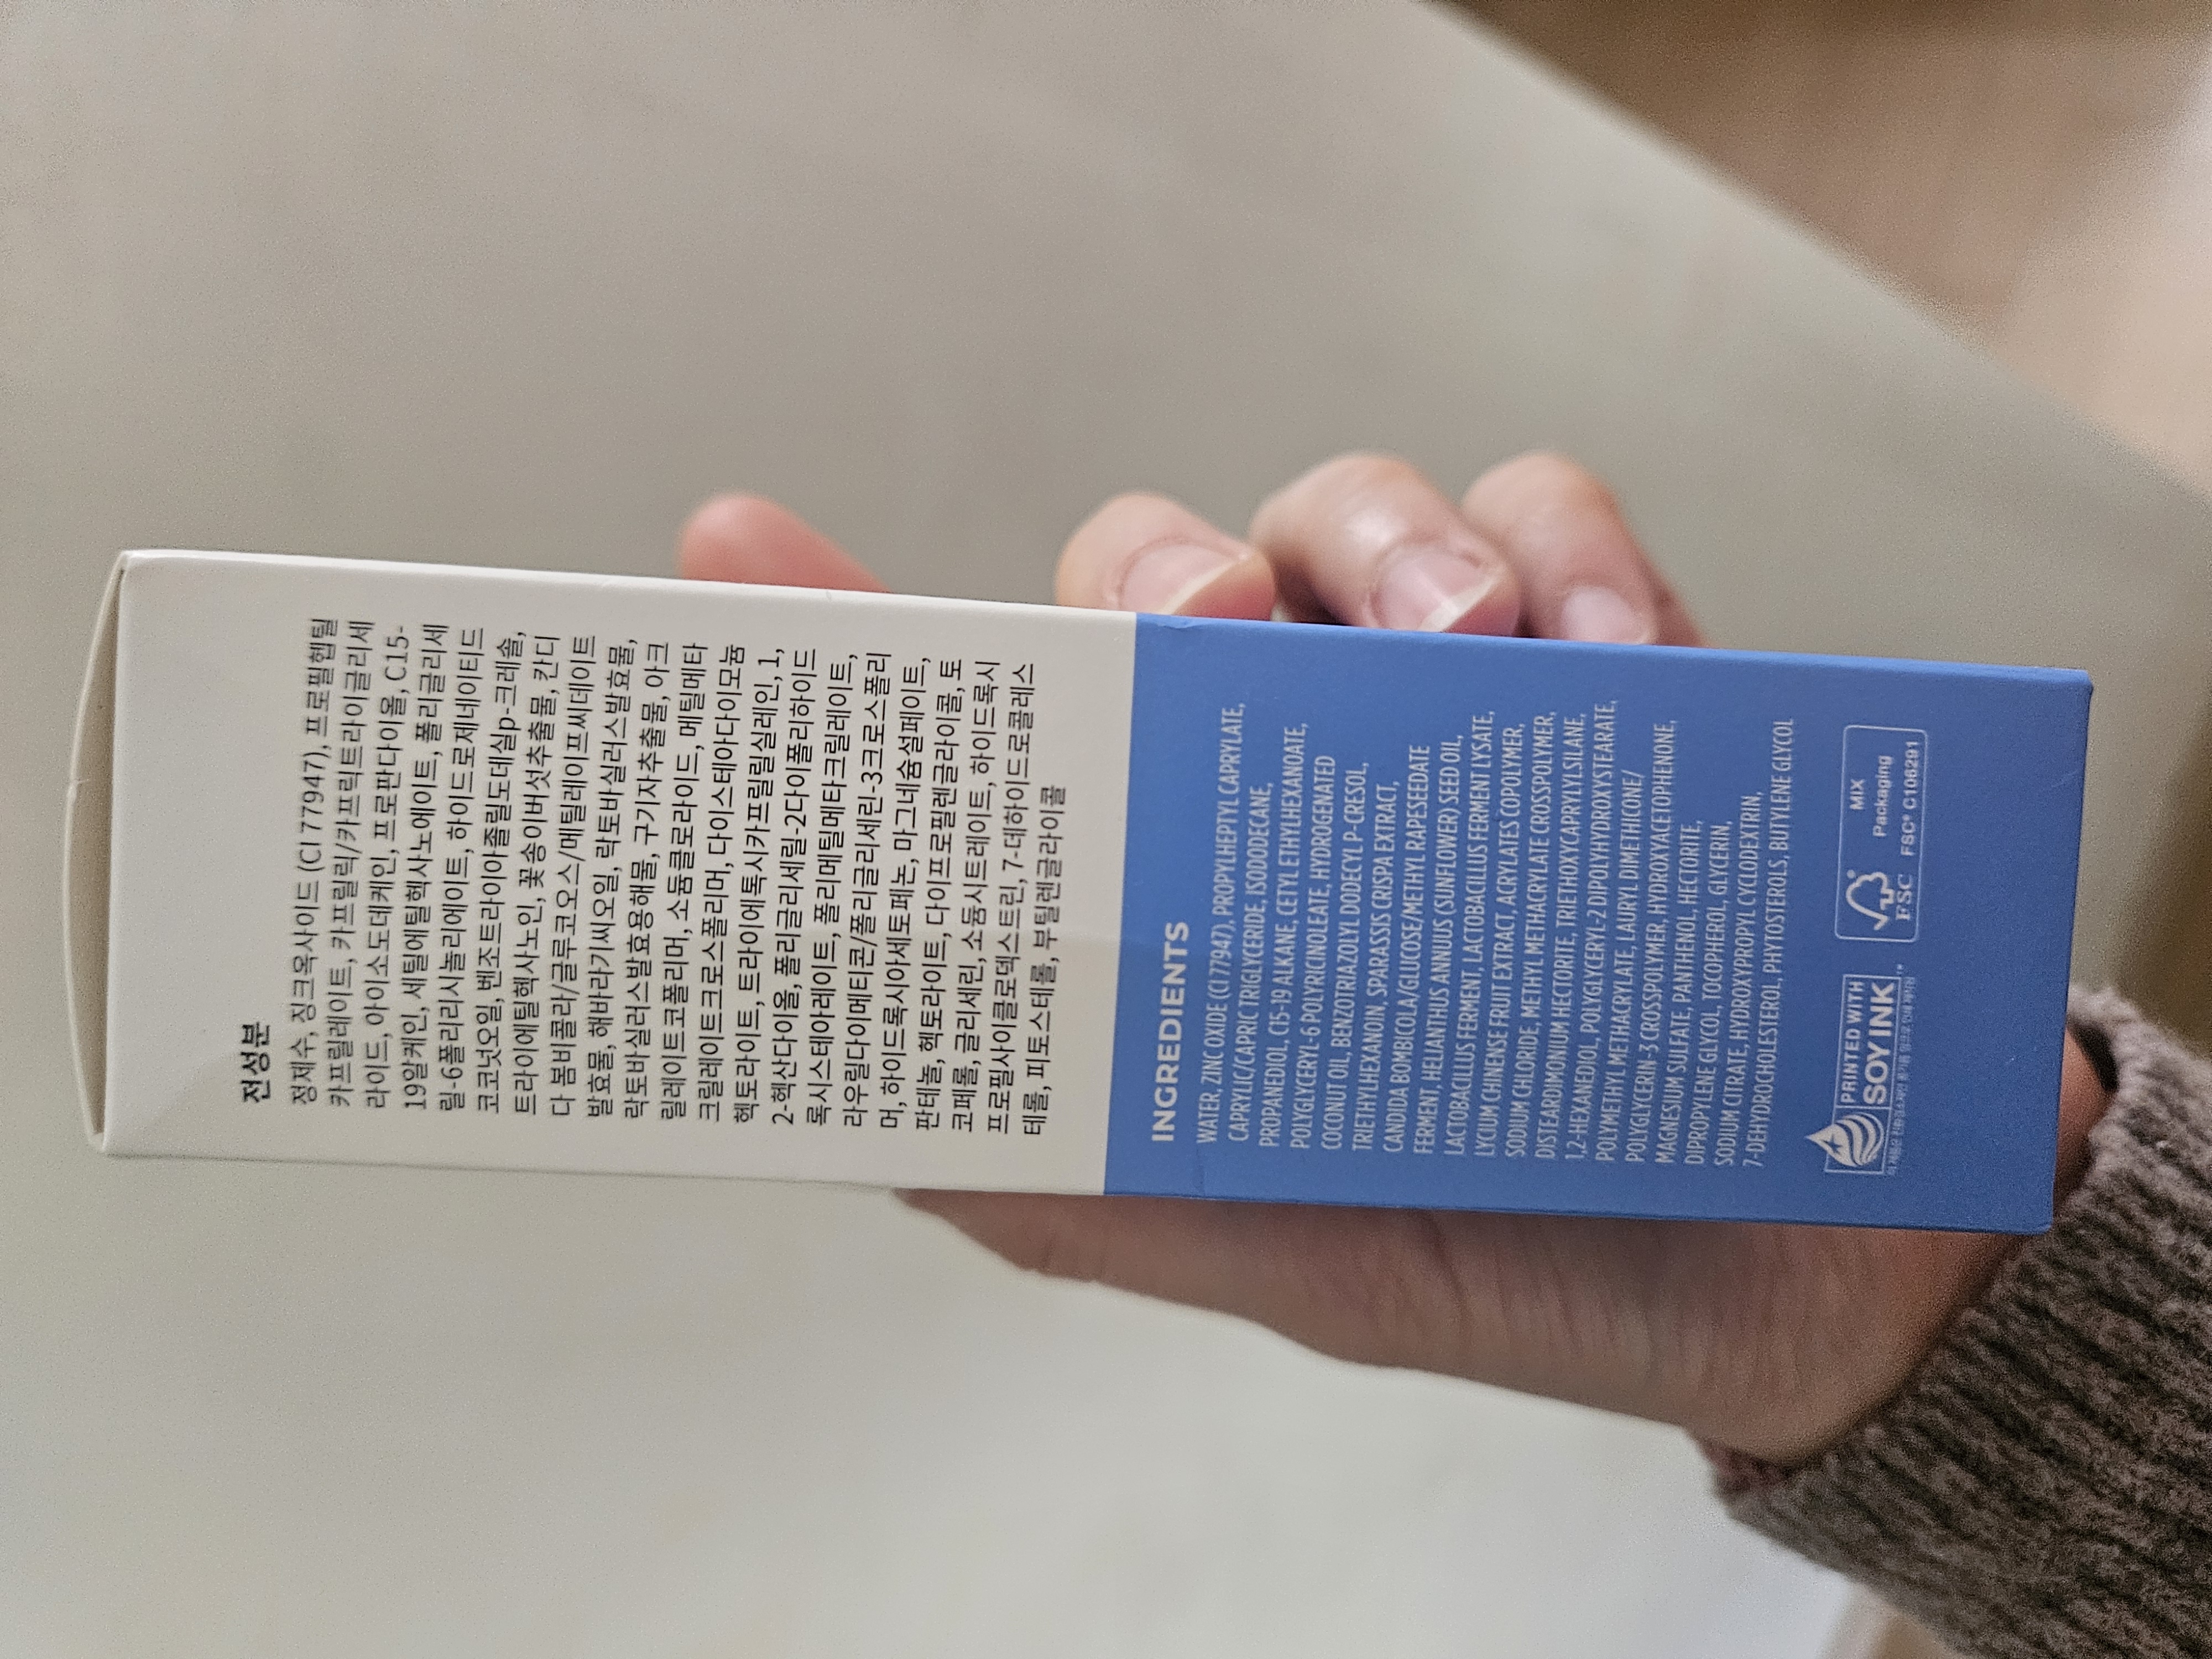 전성분
정제수, 징크옥사이드 (CI 77947), 프로필헵틸
카프릴레이트, 카프릴릭/카프릭트라이글리세
라이드, 아이소도데케인, 프로판다이올, C15-
19알케인, 세틸에틸헥사노에이트, 폴리글리세
릴-6폴리리시놀리에이트, 하이드로제네이티드
코코넛오일, 벤조트라이아졸릴도데실p-크레솔,
트라이에틸헥사노인, 꽃송이버섯추출물, 칸디
다 봄비콜라/글루코오스/메틸레이프씨데이트
발효물, 해바라기씨오일, 락토바실러스발효물,
락토바실러스발효용해물, 구기자추출물, 아크
릴레이트코폴리머, 소듐클로라이드, 메틸메타
크릴레이트크로스폴리머, 다이스테아다이모늄
헥토라이트, 트라이에톡시카프릴릴실레인, 1,
2-헥산다이올, 폴리글리세릴-2다이폴리하이드
록시스테아레이트, 폴리메틸메타크릴레이트,
라우릴다이메티콘/폴리글리세린-3크로스폴리
머, 하이드록시아세토페논, 마그네슘설페이트,
판테놀, 헥토라이트, 다이프로필렌글라이콜, 토
코페롤, 글리세린, 소듐시트레이트, 하이드록시
프로필사이클로덱스트린, 7-데하이드로콜레스
테롤, 피토스테롤, 부틸렌글라이콜
INGREDIENTS
WATER, ZINC OXIDE (CI 77947), PROPYLHEPTYL CAPRYLATE,
CAPRYLIC/CAPRIC TRIGLYCERIDE, ISODODECANE,
PROPANEDIOL, C15-19 ALKANE, CETYL ETHYLHEXANOATE,
POLYGLYCERYL-6 POLYRICINOLEATE, HYDROGENATED
COCONUT OIL, BENZOTRIAZOLYL DODECYL P-CRESOL,
TRIETHYLHEXANOIN, SPARASSIS CRISPA EXTRACT,
CANDIDA BOMBICOLA/GLUCOSE/METHYL RAPESEEDATE
FERMENT, HELIANTHUS ANNUUS (SUNFLOWER) SEED OIL,
LACTOBACILLUS FERMENT, LACTOBACILLUS FERMENT LYSATE,
LYCIUM CHINENSE FRUIT EXTRACT, ACRYLATES COPOLYMER,
SODIUM CHLORIDE, METHYL METHACRYLATE CROSSPOLYMER,
DISTEARDIMONIUM HECTORITE, TRIETHOXYCAPRYLYLSILANE,
1,2-HEXANEDIOL, POLYGLYCERYL-2 DIPOLYHYDROXYSTEARATE,
POLYMETHYL METHACRYLATE, LAURYL DIMETHICONE/
POLYGLYCERIN-3 CROSSPOLYMER, HYDROXYACETOPHENONE,
MAGNESIUM SULFATE, PANTHENOL, HECTORITE,
DIPROPYLENE GLYCOL, TOCOPHEROL, GLYCERIN,
SODIUM CITRATE, HYDROXYPROPYL CYCLODEXTRIN,
7-DEHYDROCHOLESTEROL, PHYTOSTEROLS, BUTYLENE GLYCOL
PRINTED WITH
SOY INK
FSC
MIX
Packaging
FSC® C106291